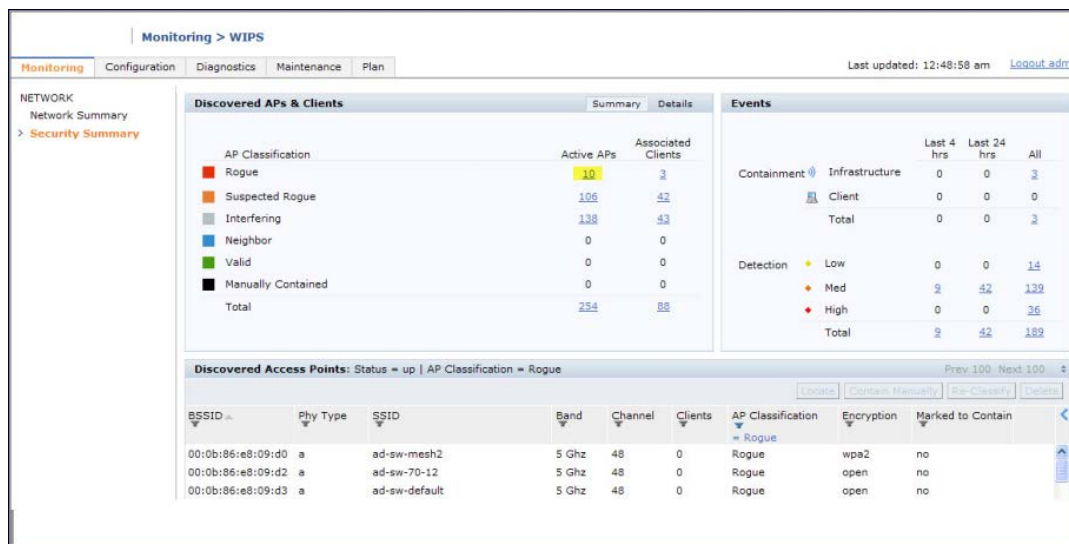 Monitoring > WIPS
Monitoring Configuration Diagnostics Maintenance Plan
Last updated: 12:48:58 am Logout adm
NETWORK
Network Summary
> Security Summary
Discovered APs & Clients Summary Details
AP Classification Active APs Associated Clients
Rogue 10 3
Suspected Rogue 106 42
Interfering 138 43
Neighbor 0 0
Valid 0 0
Manually Contained 0 0
Total 254 88
Events
Last 4 hrs Last 24 hrs All
Containment Infrastructure 0 0 3
Client 0 0 0
Total 0 0 3
Detection Low 0 0 14
Med 9 42 139
High 0 0 36
Total 9 42 189
Discovered Access Points: Status = up | AP Classification = Rogue Prev 100 Next 100
Locate Contain Manually Re-Classify Delete
BSSID Phy Type SSID Band Channel Clients AP Classification Encryption Marked to Contain
= Rogue
00:0b:86:e8:09:d0 a ad-sw-mesh2 5 Ghz 48 0 Rogue wpa2 no
00:0b:86:e8:09:d2 a ad-sw-70-12 5 Ghz 48 0 Rogue open no
00:0b:86:e8:09:d3 a ad-sw-default 5 Ghz 48 0 Rogue open no